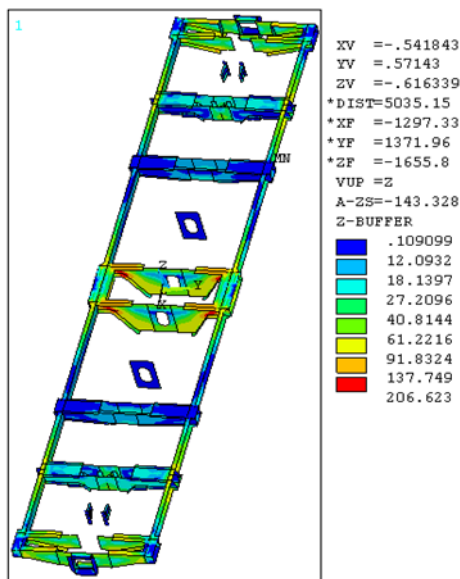 1
XV =-.541843
YV =.57143
ZV =-.616339
*DIST=5035.15
*XF =-1297.33
*YF =1371.96
*ZF =-1655.8
VUP =Z
A-ZS=-143.328
Z-BUFFER
.109099
12.0932
18.1397
27.2096
40.8144
61.2216
91.8324
137.749
206.623
MN
Z
Y